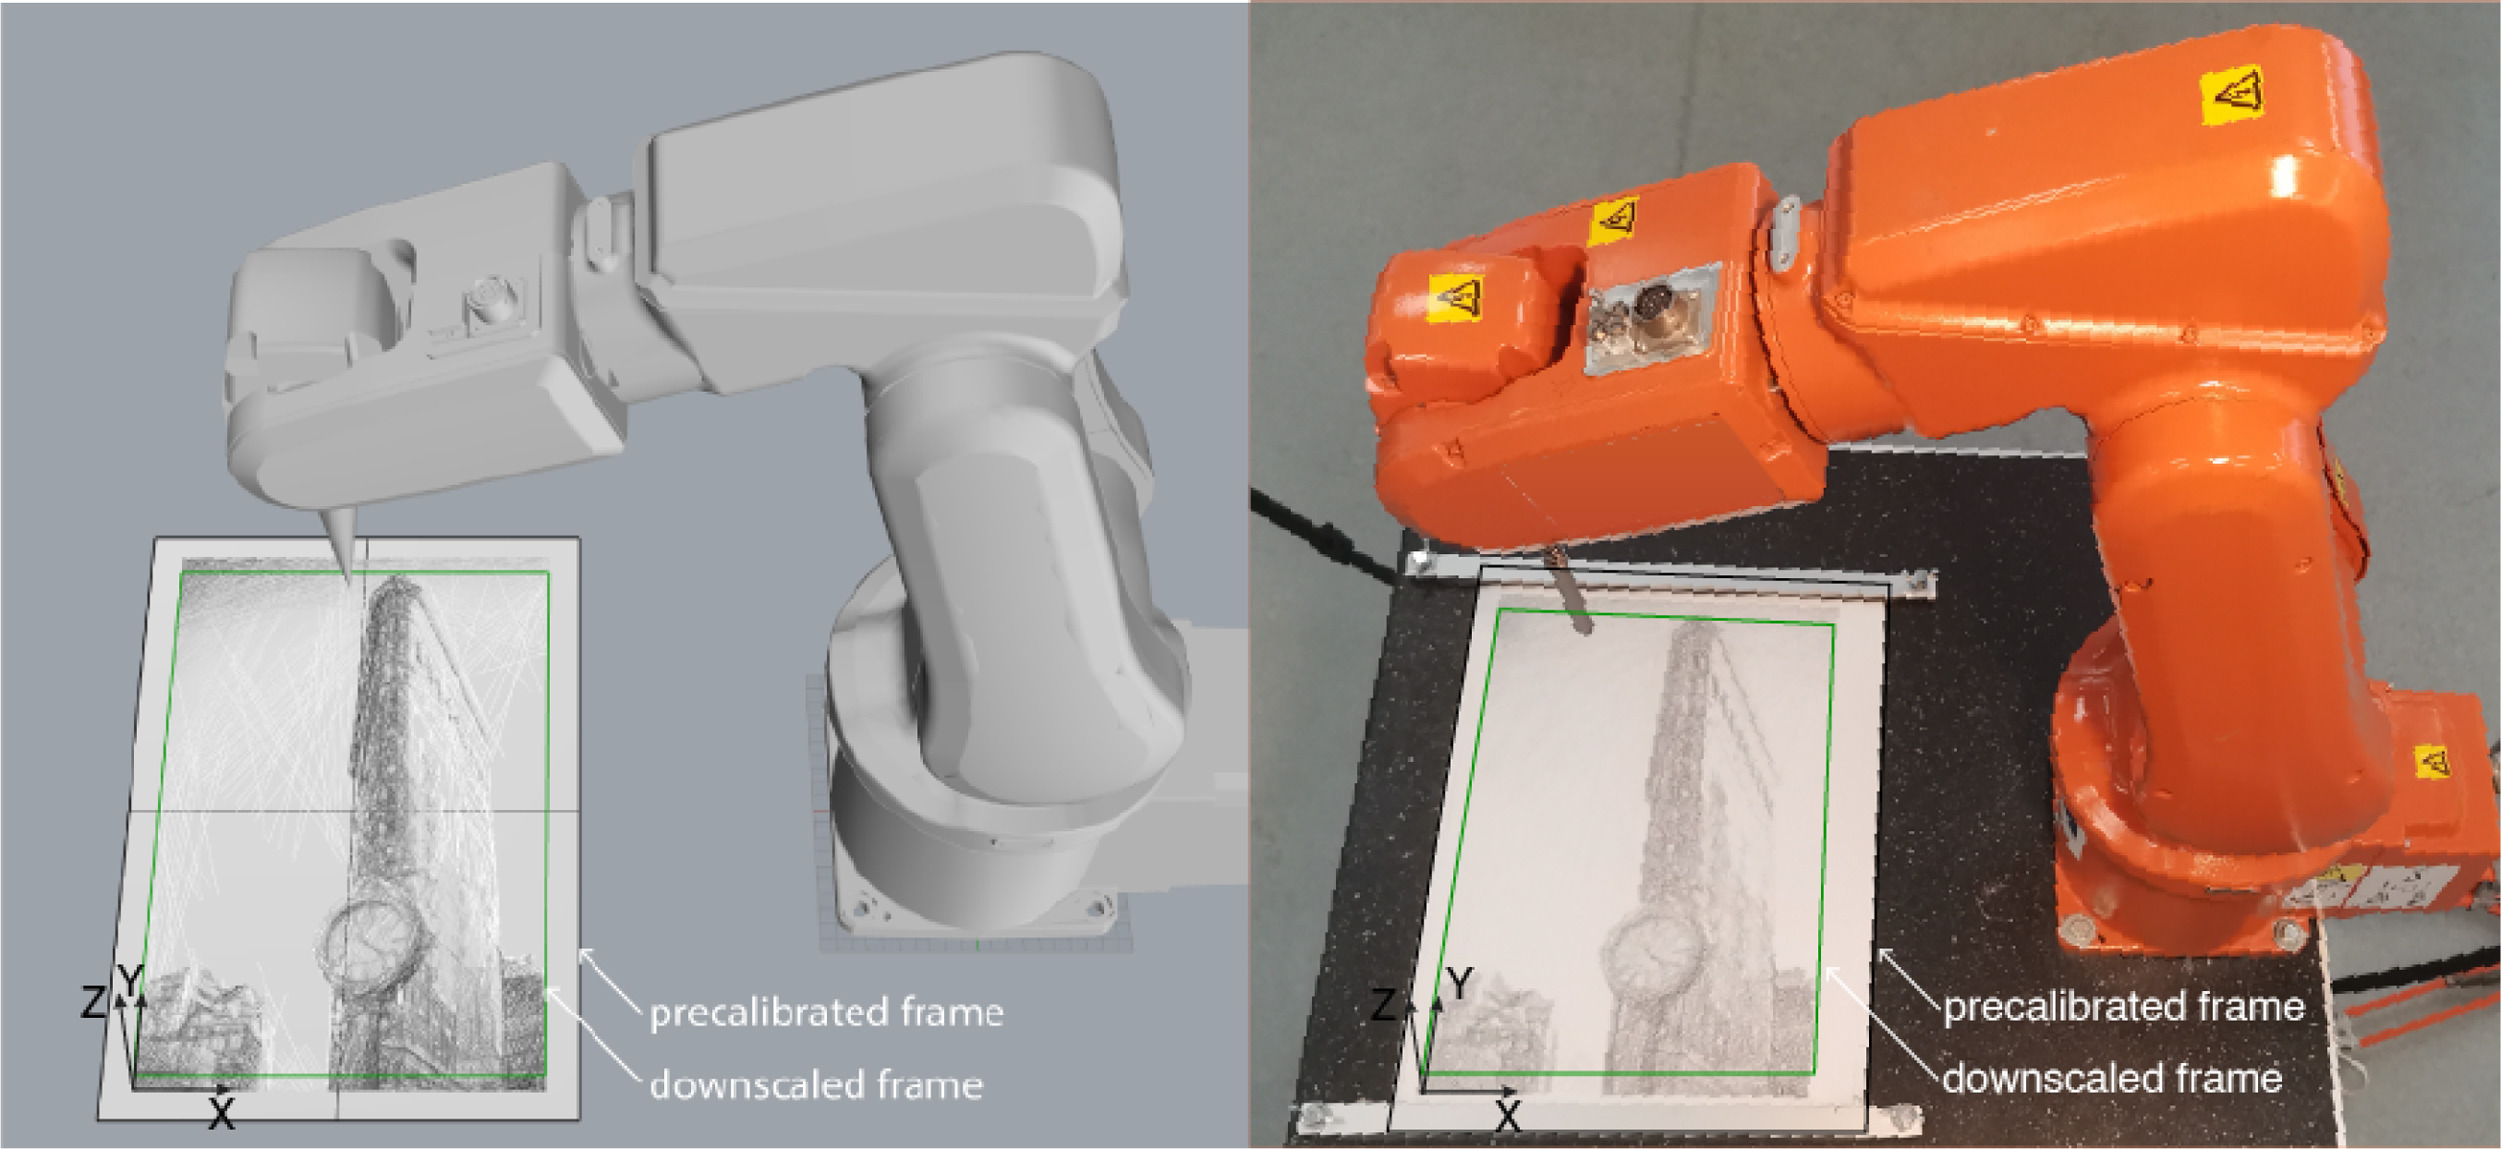 Z Y
X
precalibrated frame
downscaled frame
Z Y
X
precalibrated frame
downscaled frame